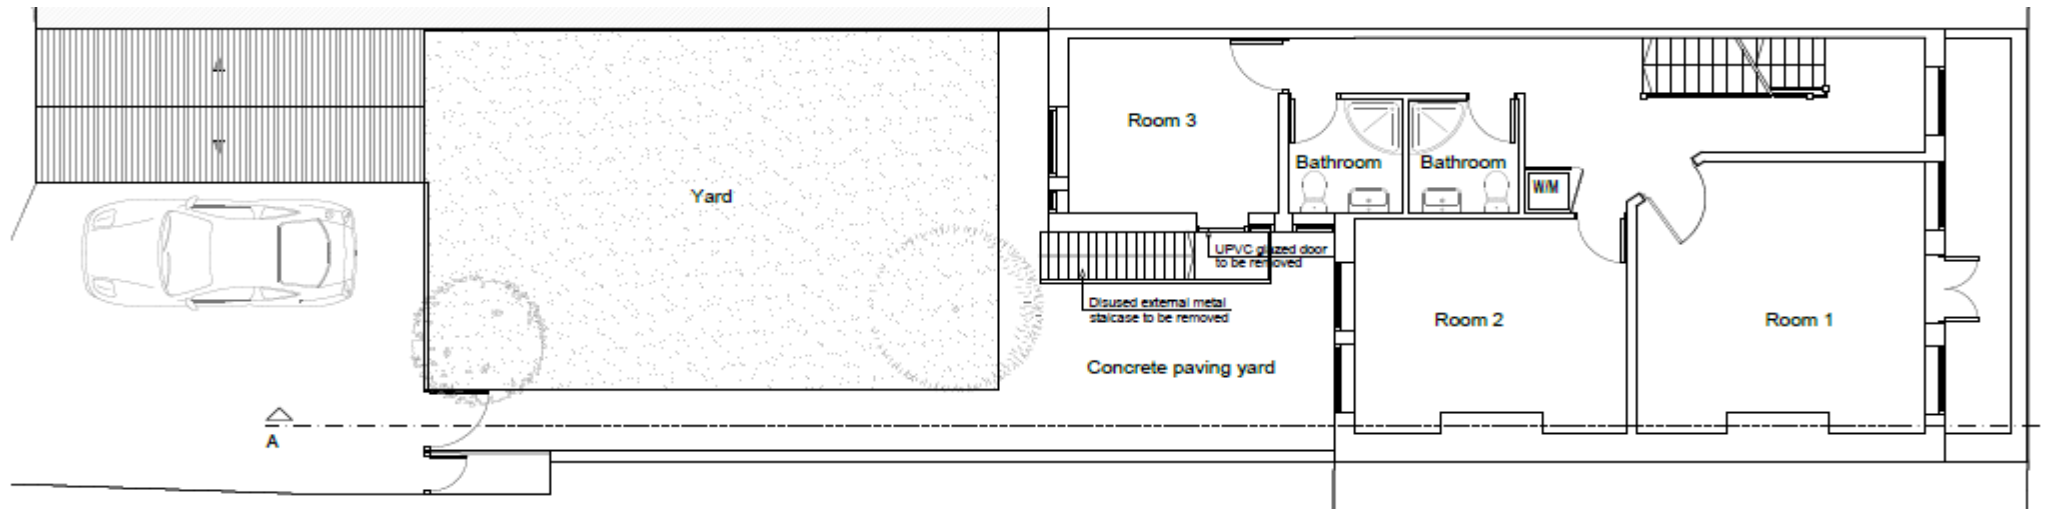 Room 3
Bathroom
Bathroom
W/M
Yard
UPVC glazed door
to be removed
Disused external metal
staicase to be removed
Room 2
Room 1
Concrete paving yard
A